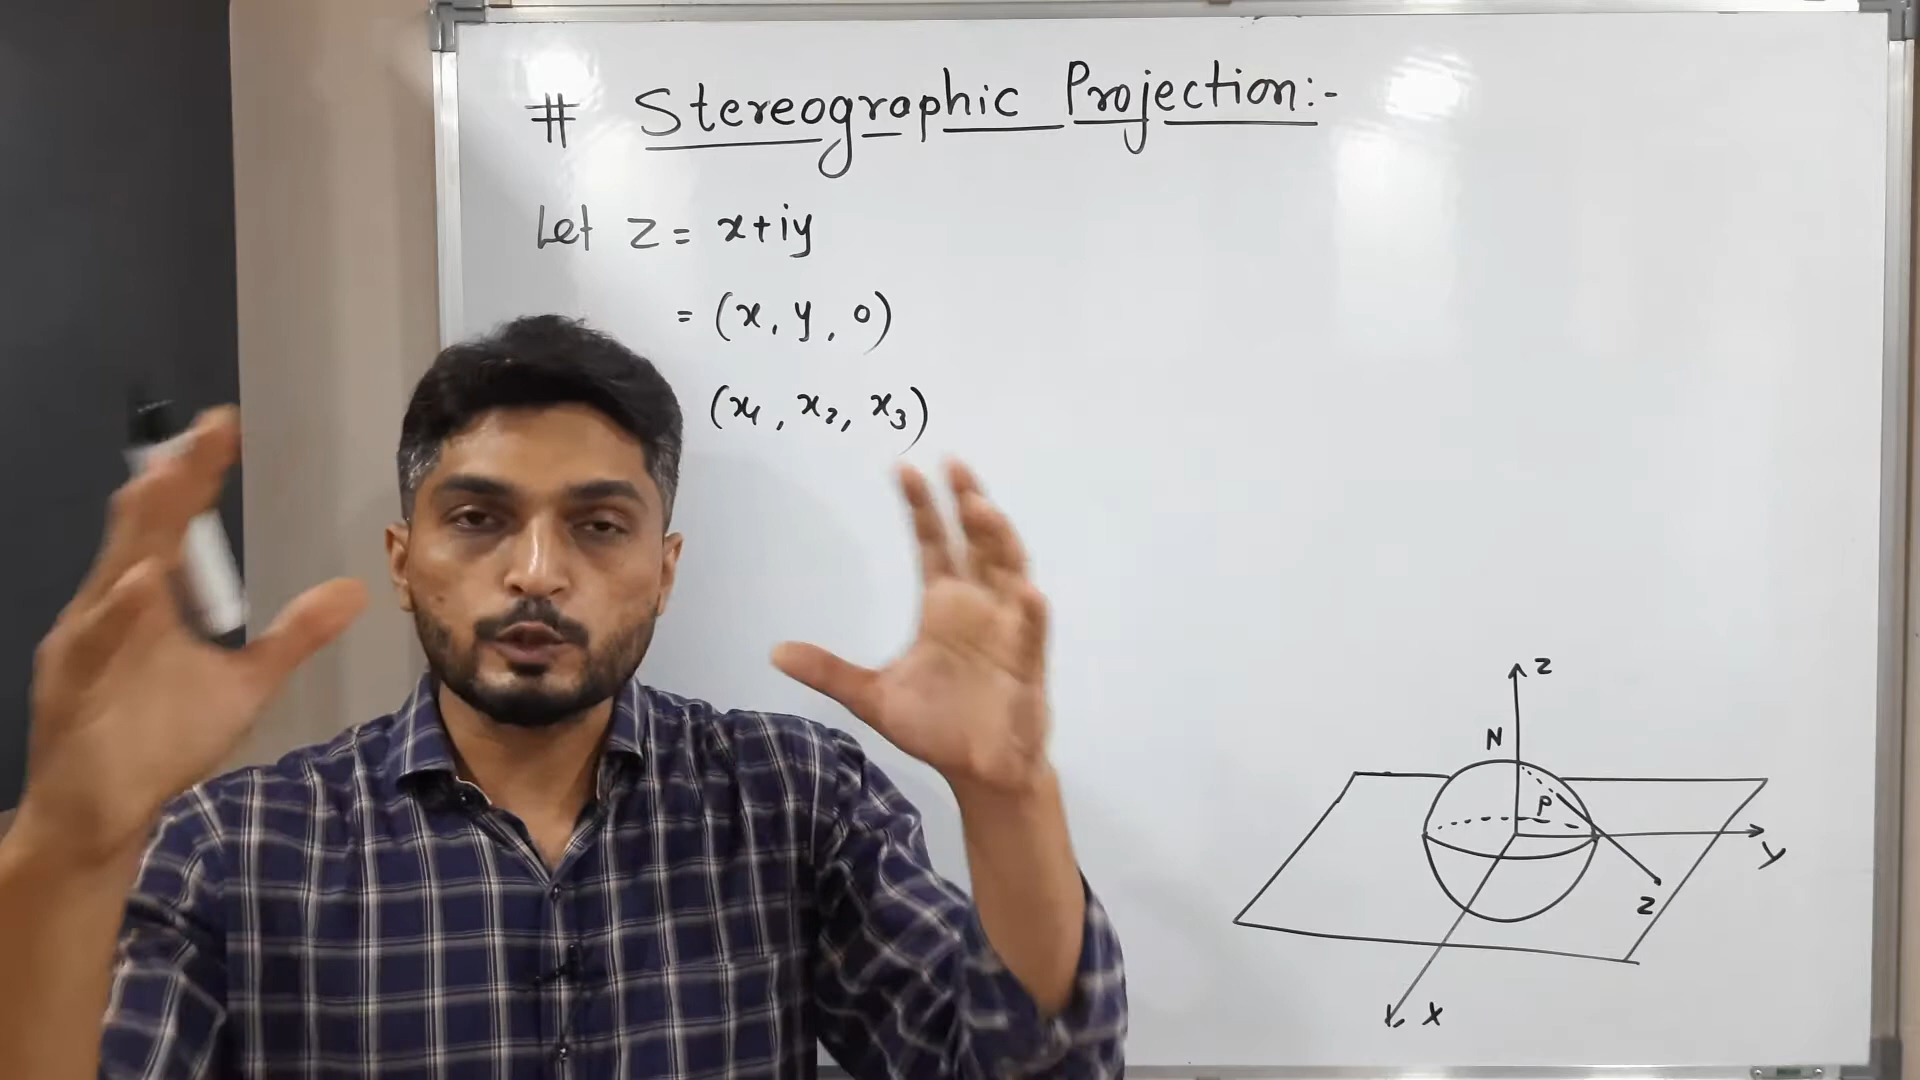 # Stereographic Projection:-
Let z = x+iy
= (x, y, 0)
(x₁, x₂, x₃)
z
N
P
y
z
x